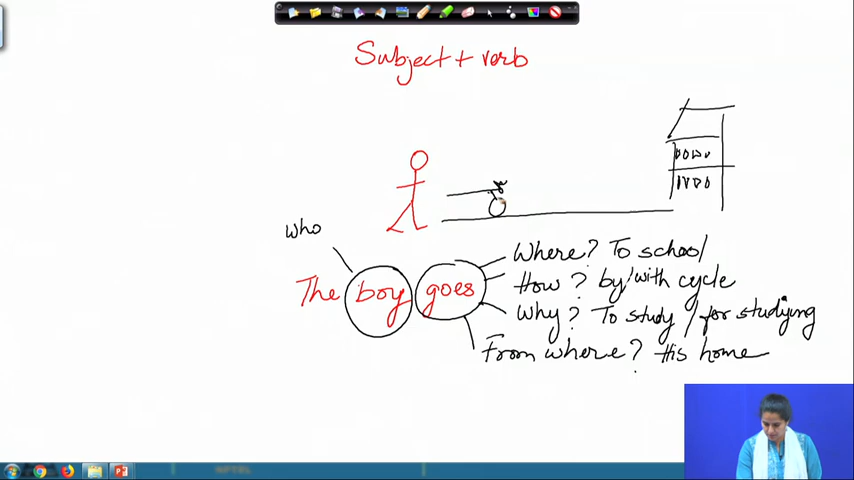 Subject + verb
who
The boy goes
Where? To school
How? by/with cycle
Why? To study / for studying
From where? His home